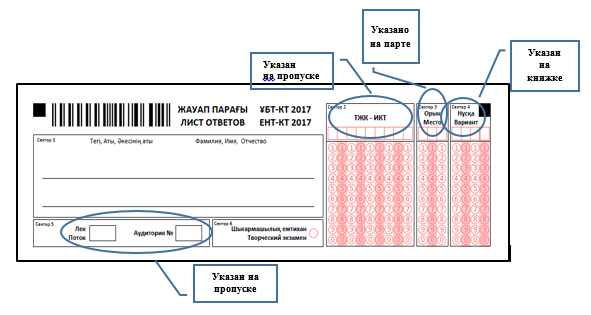 Указано
на парте
Указан
на пропуске
Указан
на
книжке
ЖАУАП ПАРАҒЫ ҰБТ-КТ 2017
ЛИСТ ОТВЕТОВ ЕНТ-КТ 2017
Сектор 1
Тегі, Аты, Әкесінің аты Фамилия, Имя, Отчество
Сектор 2
ТЖК - ИКТ
Сектор 3
Орын
Место
Сектор 4
Нұсқа
Вариант
Сектор 5
Лек
Поток
Аудитория №
Сектор 6
Шығармашылық емтихан
Творческий экзамен
Указан на
пропуске